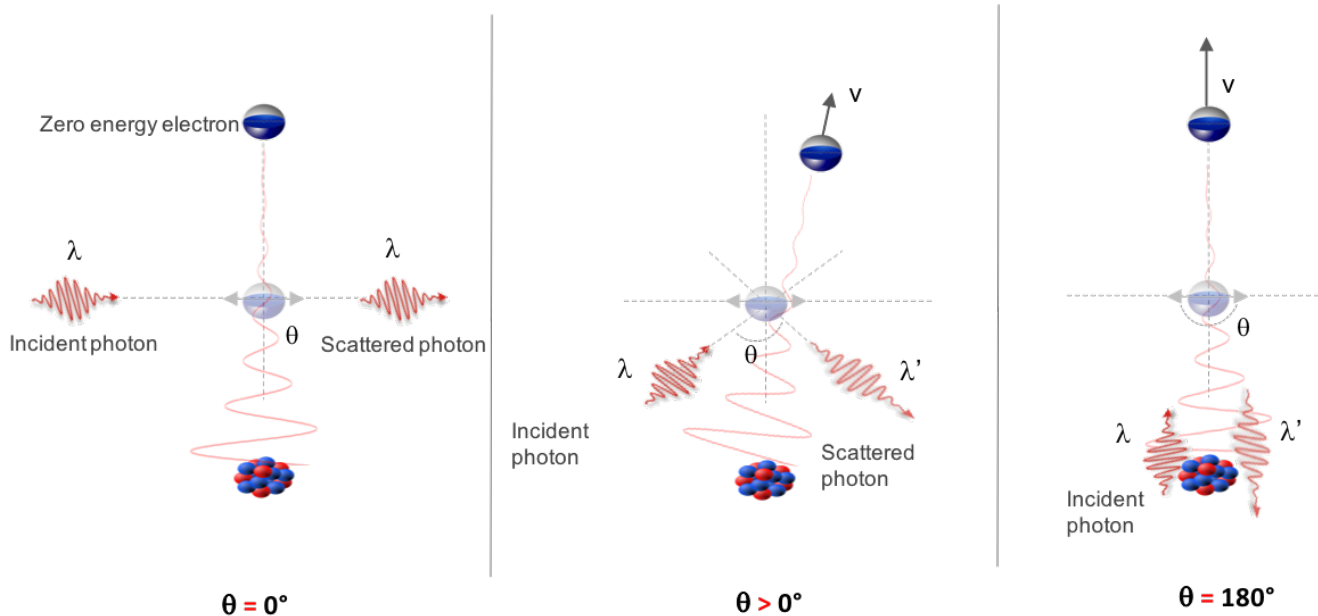 Zero energy electron
λ
λ
Incident photon
θ
Scattered photon
θ = 0°
v
θ
λ
λ’
Incident
photon
Scattered
photon
θ > 0°
v
θ
λ
λ’
Incident
photon
θ = 180°